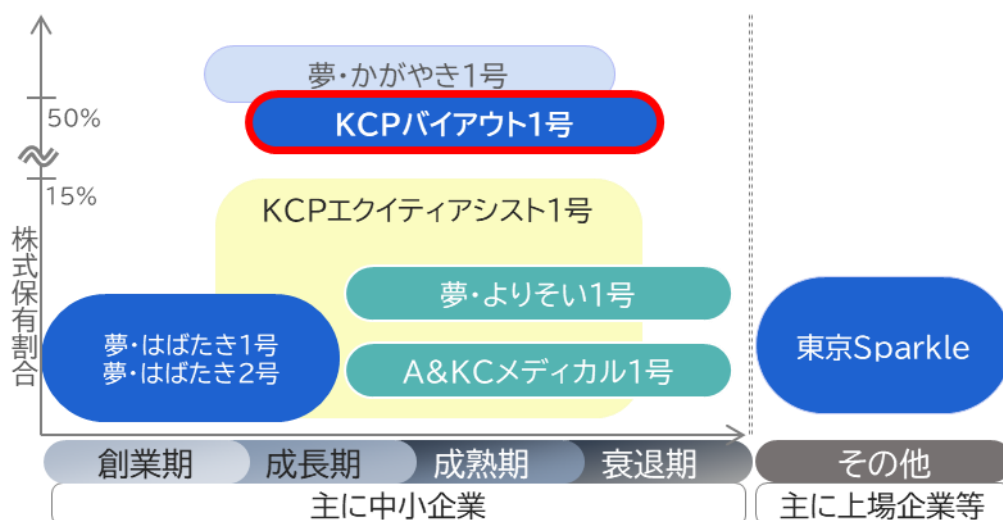 夢・かがやき1号
50%
KCPバイアウト1号
15%
KCPエクイティアシスト1号
株式保有割合
夢・よりそい1号
夢・はばたき1号
夢・はばたき2号
A&KCメディカル1号
東京Sparkle
創業期
成長期
成熟期
衰退期
その他
主に中小企業
主に上場企業等